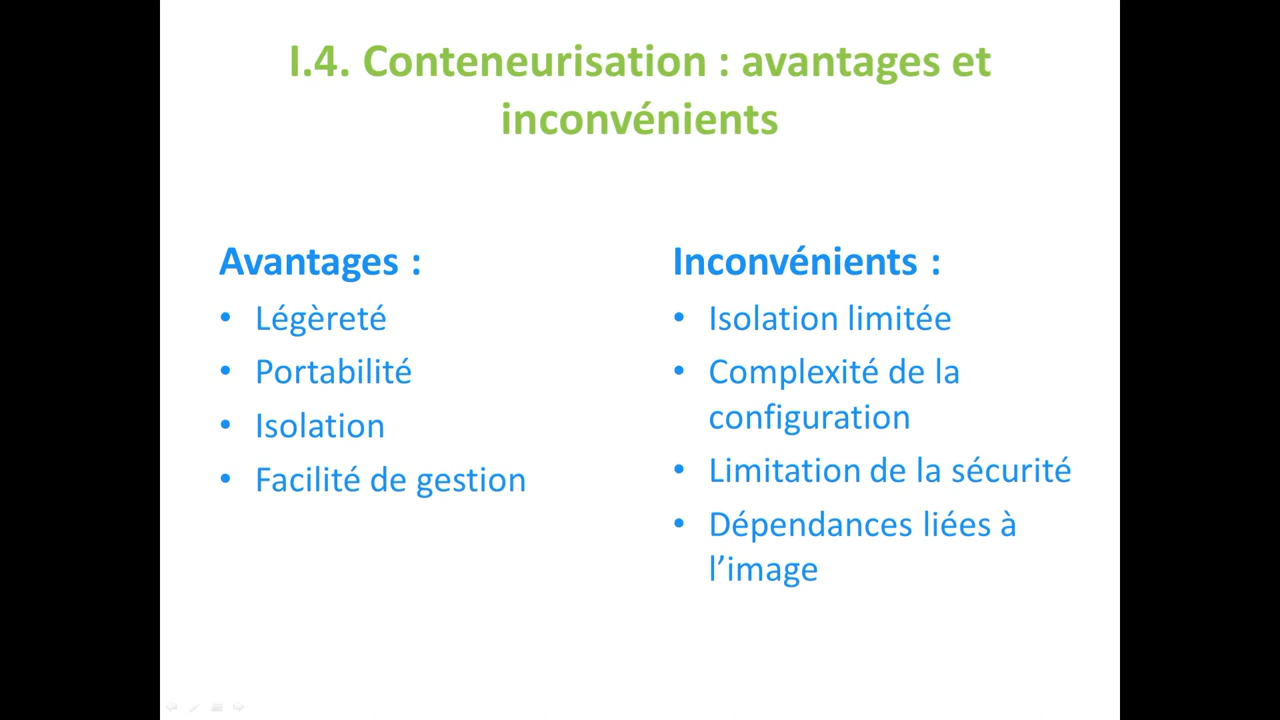 I.4. Conteneurisation : avantages et
inconvénients
Avantages :
• Légèreté
• Portabilité
• Isolation
• Facilité de gestion
Inconvénients :
• Isolation limitée
• Complexité de la
configuration
• Limitation de la sécurité
• Dépendances liées à
l’image